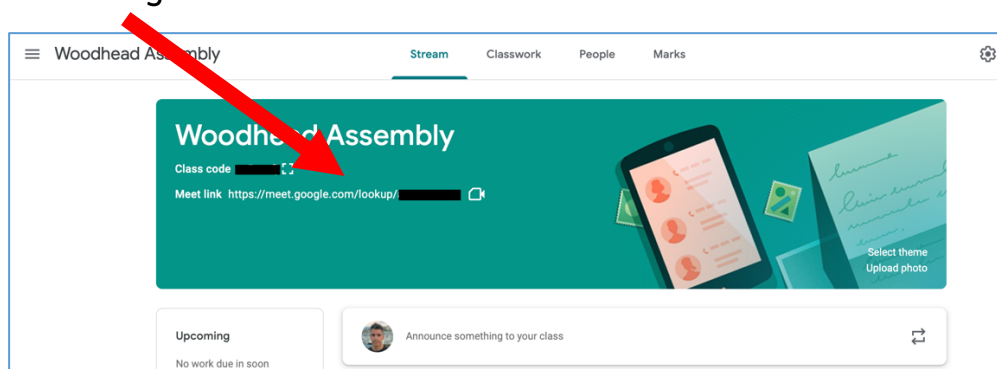 Woodhead Assembly
Stream Classwork People Marks
Woodhead Assembly
Class code
Meet link https://meet.google.com/lookup/
Select theme
Upload photo
Upcoming
No work due in soon
Announce something to your class